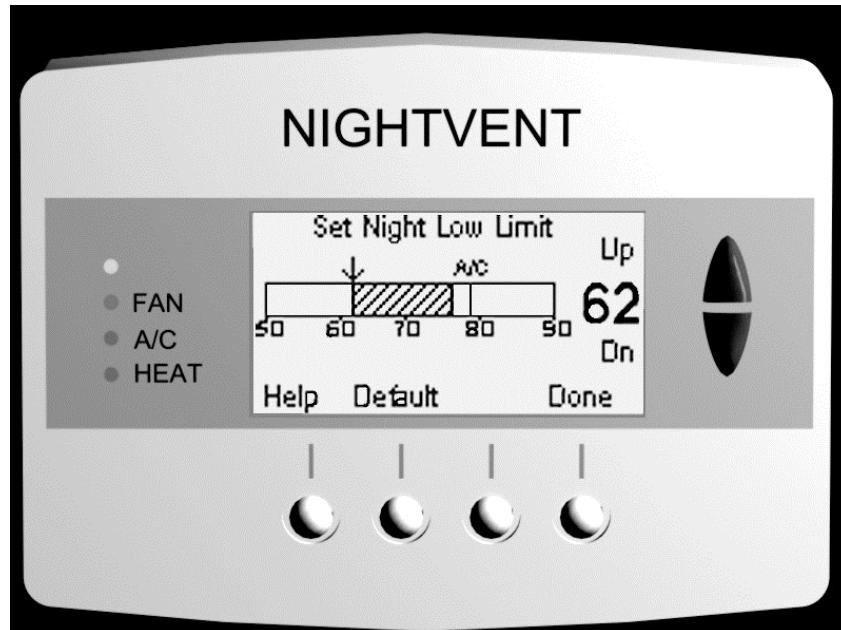 NIGHTVENT
Set Night Low Limit
Up
A/C
62
50 60 70 80 90
Dn
Help Default Done
FAN
A/C
HEAT